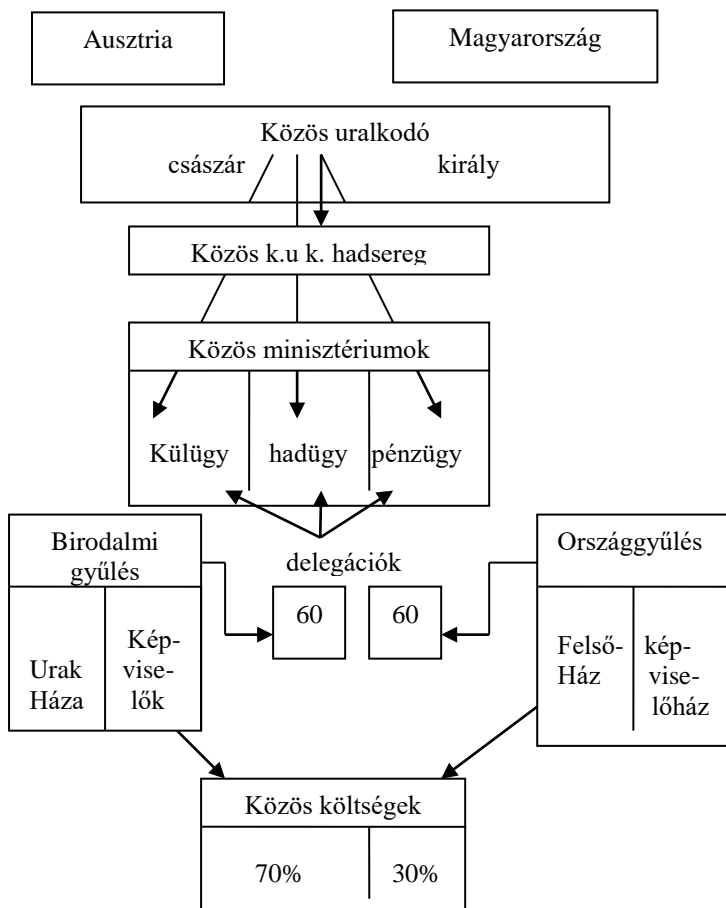 Ausztria
Magyarország
Közös uralkodó
császár király
Közös k.u k. hadsereg
Közös minisztériumok
Külügy hadügy pénzügy
Birodalmi
gyűlés
Urak
Háza
Kép-
vise-
lők
delegációk
60 60
Országgyűlés
Felső-
Ház
kép-
vise-
lőház
Közös költségek
70% 30%